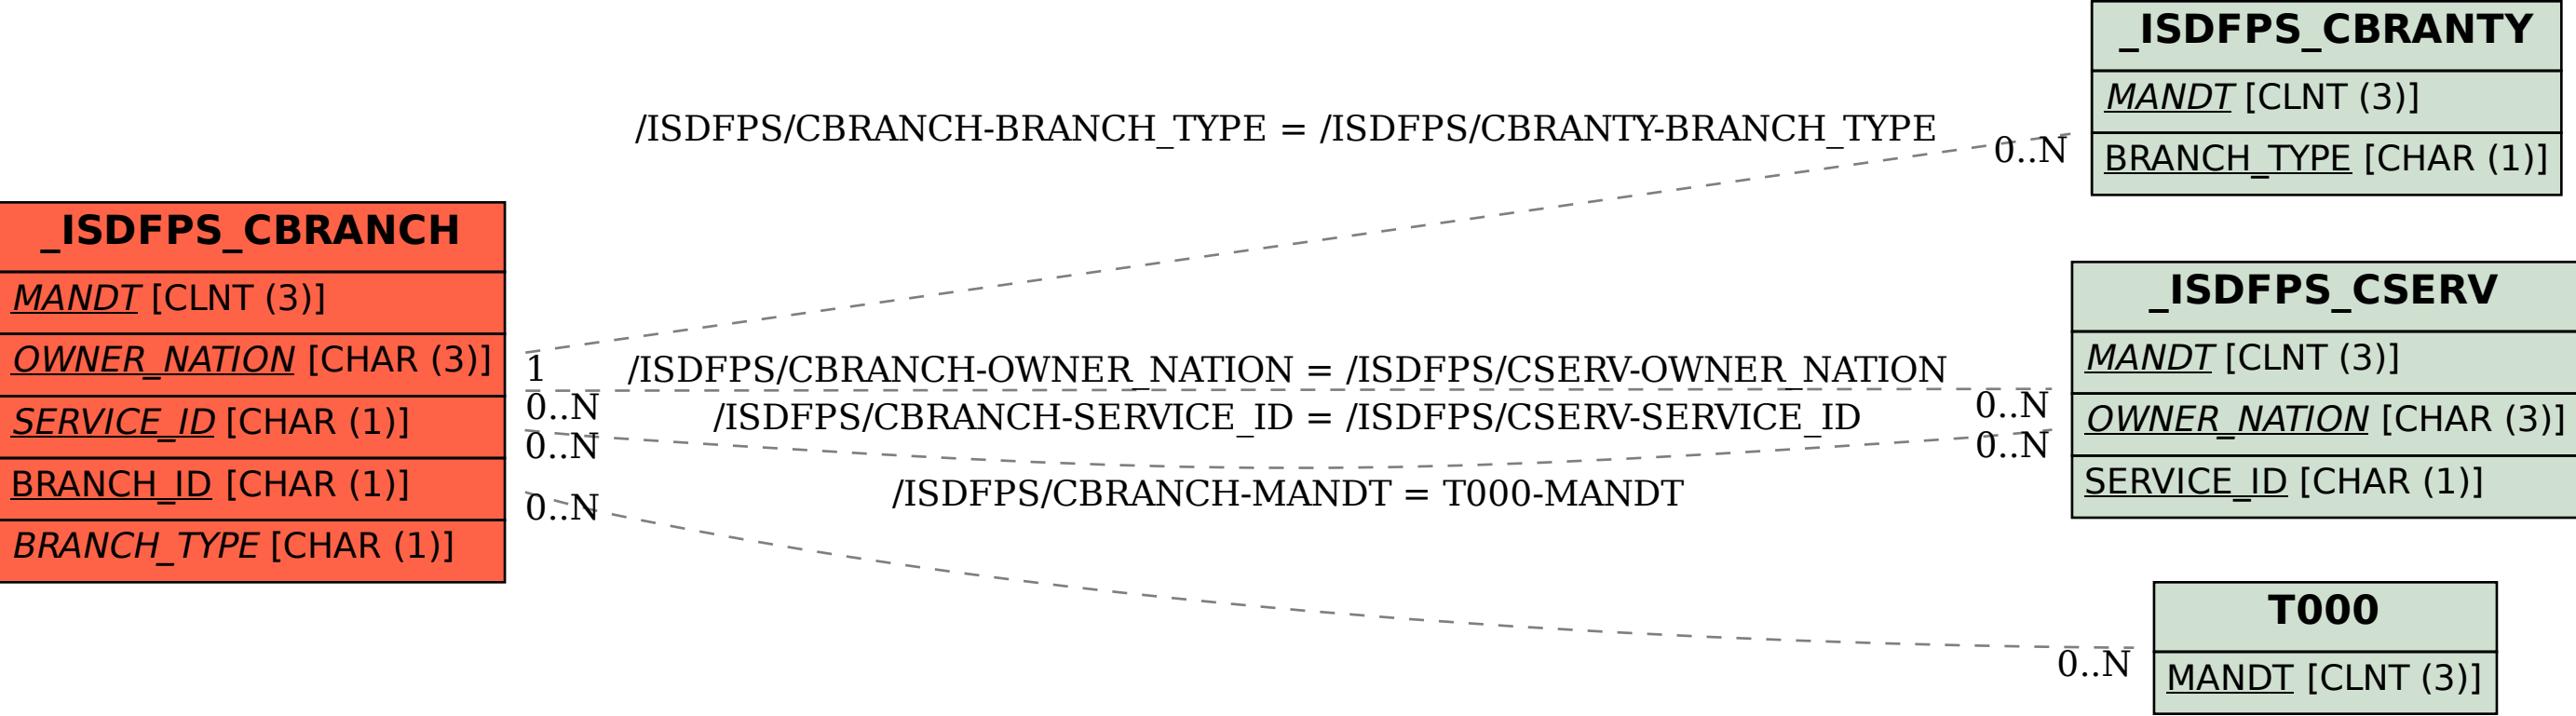 _ISDFPS_CBRANTY
MANDT [CLNT (3)]
BRANCH_TYPE [CHAR (1)]
/ISDFPS/CBRANCH-BRANCH_TYPE = /ISDFPS/CBRANTY-BRANCH_TYPE
0..N
_ISDFPS_CBRANCH
MANDT [CLNT (3)]
OWNER_NATION [CHAR (3)]
SERVICE_ID [CHAR (1)]
BRANCH_ID [CHAR (1)]
BRANCH_TYPE [CHAR (1)]
1
/ISDFPS/CBRANCH-OWNER_NATION = /ISDFPS/CSERV-OWNER_NATION
0..N
0..N
/ISDFPS/CBRANCH-SERVICE_ID = /ISDFPS/CSERV-SERVICE_ID
0..N
0..N
/ISDFPS/CBRANCH-MANDT = T000-MANDT
0..N
0..N
_ISDFPS_CSERV
MANDT [CLNT (3)]
OWNER_NATION [CHAR (3)]
SERVICE_ID [CHAR (1)]
T000
MANDT [CLNT (3)]